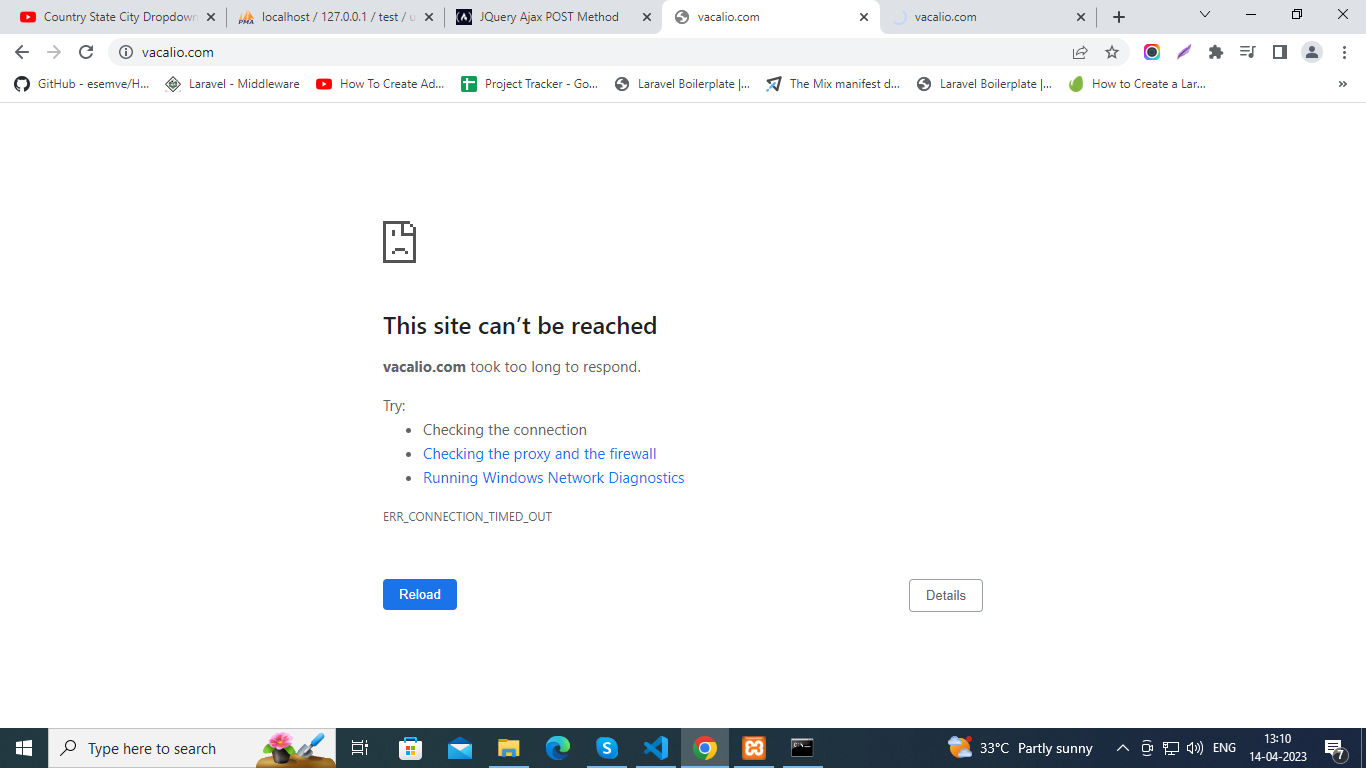 Country State City Dropdown
PMA
localhost / 127.0.0.1 / test / u
JQuery Ajax POST Method
vacalio.com
vacalio.com
vacalio.com
GitHub - esemve/H...
Laravel - Middleware
How To Create Ad...
Project Tracker - Go...
Laravel Boilerplate |...
The Mix manifest d...
Laravel Boilerplate |...
How to Create a Lar...
»
This site can’t be reached
vacalio.com took too long to respond.
Try:
• Checking the connection
• Checking the proxy and the firewall
• Running Windows Network Diagnostics
ERR_CONNECTION_TIMED_OUT
Reload
Details
Type here to search
33°C Partly sunny
ENG
13:10
14-04-2023
7